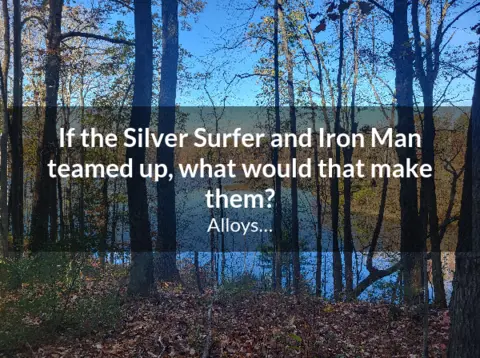 If the Silver Surfer and Iron Man
teamed up, what would that make
them?
Alloys...